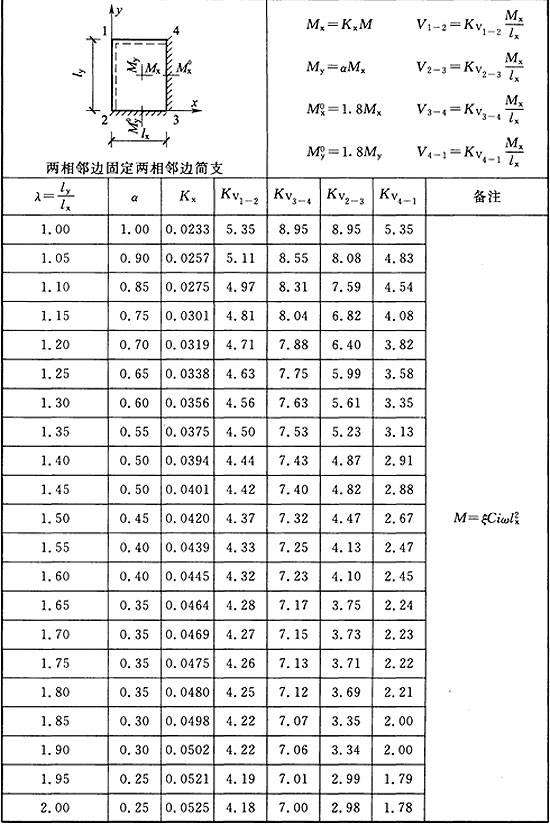 y
1 4
l_y
M_y
M_x M_x^0
2 3 x
M_y^0
l_x
两相邻边固定两相邻边简支
M_x=K_xM V_{1-2}=K_{V_{1-2}} M_x/l_x
M_y=αM_x V_{2-3}=K_{V_{2-3}} M_x/l_x
M_x^0=1.8M_x V_{3-4}=K_{V_{3-4}} M_x/l_x
M_y^0=1.8M_y V_{4-1}=K_{V_{4-1}} M_x/l_x
λ=l_y/l_x α K_x K_{V_{1-2}} K_{V_{3-4}} K_{V_{2-3}} K_{V_{4-1}} 备注
1.00 1.00 0.0233 5.35 8.95 8.95 5.35
1.05 0.90 0.0257 5.11 8.55 8.08 4.83
1.10 0.85 0.0275 4.97 8.31 7.59 4.54
1.15 0.75 0.0301 4.81 8.04 6.82 4.08
1.20 0.70 0.0319 4.71 7.88 6.40 3.82
1.25 0.65 0.0338 4.63 7.75 5.99 3.58
1.30 0.60 0.0356 4.56 7.63 5.61 3.35
1.35 0.55 0.0375 4.50 7.53 5.23 3.13
1.40 0.50 0.0394 4.44 7.43 4.87 2.91
1.45 0.50 0.0401 4.42 7.40 4.82 2.88
1.50 0.45 0.0420 4.37 7.32 4.47 2.67 M=ξCiωl_x^2
1.55 0.40 0.0439 4.33 7.25 4.13 2.47
1.60 0.40 0.0445 4.32 7.23 4.10 2.45
1.65 0.35 0.0464 4.28 7.17 3.75 2.24
1.70 0.35 0.0469 4.27 7.15 3.73 2.23
1.75 0.35 0.0475 4.26 7.13 3.71 2.22
1.80 0.35 0.0480 4.25 7.12 3.69 2.21
1.85 0.30 0.0498 4.22 7.07 3.35 2.00
1.90 0.30 0.0502 4.22 7.06 3.34 2.00
1.95 0.25 0.0521 4.19 7.01 2.99 1.79
2.00 0.25 0.0525 4.18 7.00 2.98 1.78